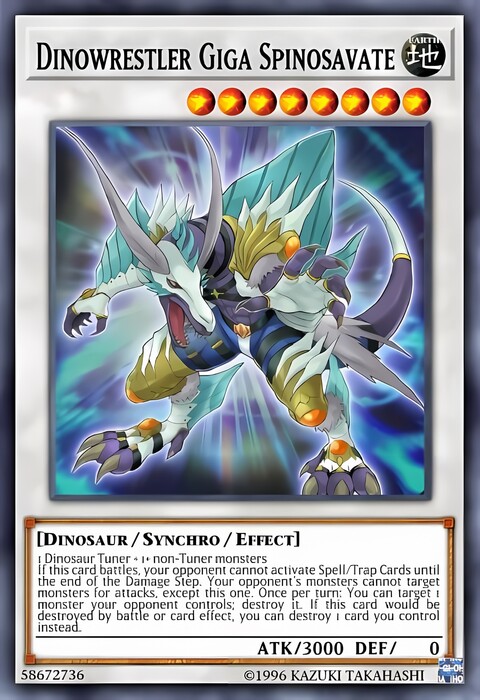 DINOWRESTLER GIGA SPINOSAVATE
EARTH
地
[DINOSAUR / SYNCHRO / EFFECT]
1 Dinosaur Tuner + 1+ non-Tuner monsters
If this card battles, your opponent cannot activate Spell/Trap Cards until
the end of the Damage Step. Your opponent's monsters cannot target
monsters for attacks, except this one. Once per turn: You can target 1
monster your opponent controls; destroy it. If this card would be
destroyed by battle or card effect, you can destroy 1 card you control
instead.
ATK/3000 DEF/ 0
58672736
©1996 KAZUKI TAKAHASHI